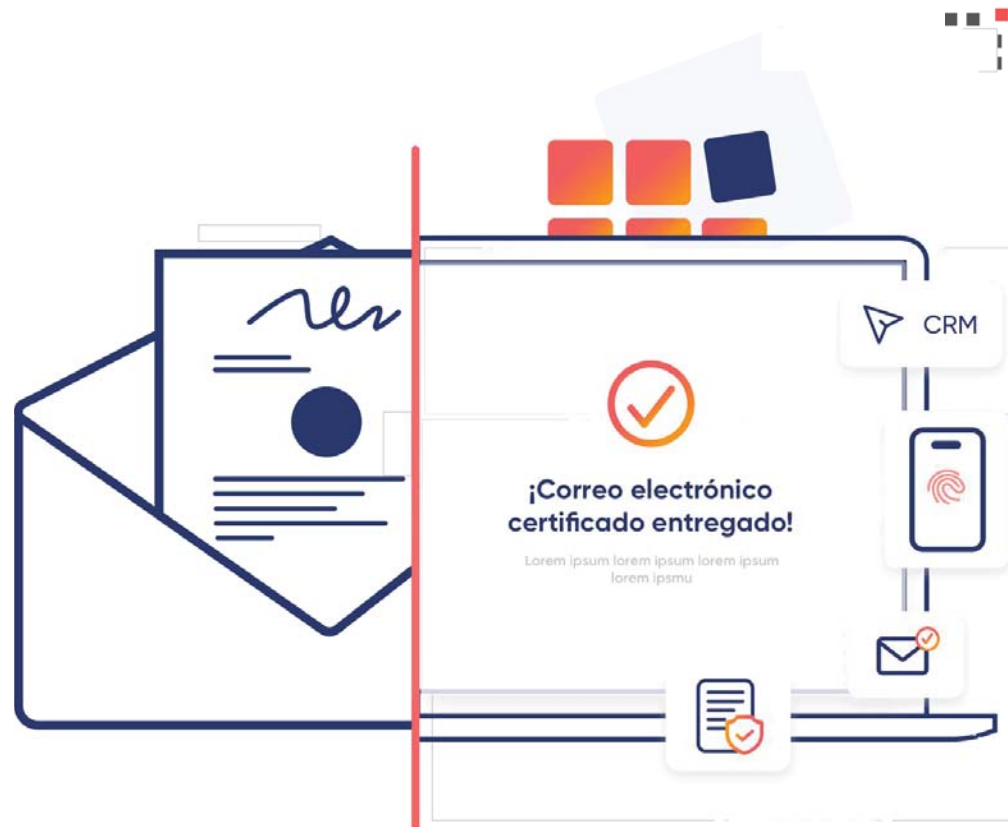 CRM
¡Correo electrónico
certificado entregado!
Lorem ipsum lorem ipsum lorem ipsum
lorem ipsmu